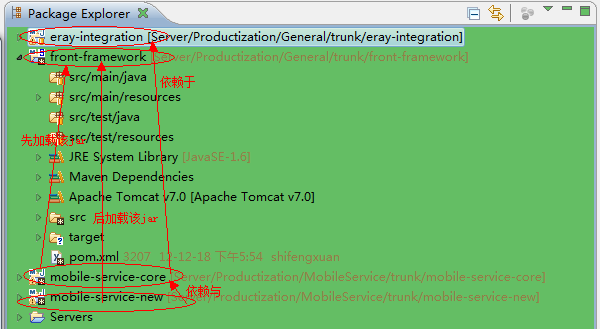 Package Explorer
eray-integration [Server/Productization/General/trunk/eray-integration]
front-framework [Server/Productization/General/trunk/front-framework]
src/main/java
依赖于
src/main/resources
src/test/java
先加载该jar
src/test/resources
JRE System Library [JavaSE-1.6]
Maven Dependencies
Apache Tomcat v7.0 [Apache Tomcat v7.0]
src
后加载该jar
target
pom.xml 3207 12-12-18 下午5:54 shifengxuan
mobile-service-core [Server/Productization/MobileService/trunk/mobile-service-core]
依赖与
mobile-service-new [Server/Productization/MobileService/trunk/mobile-service-new]
Servers